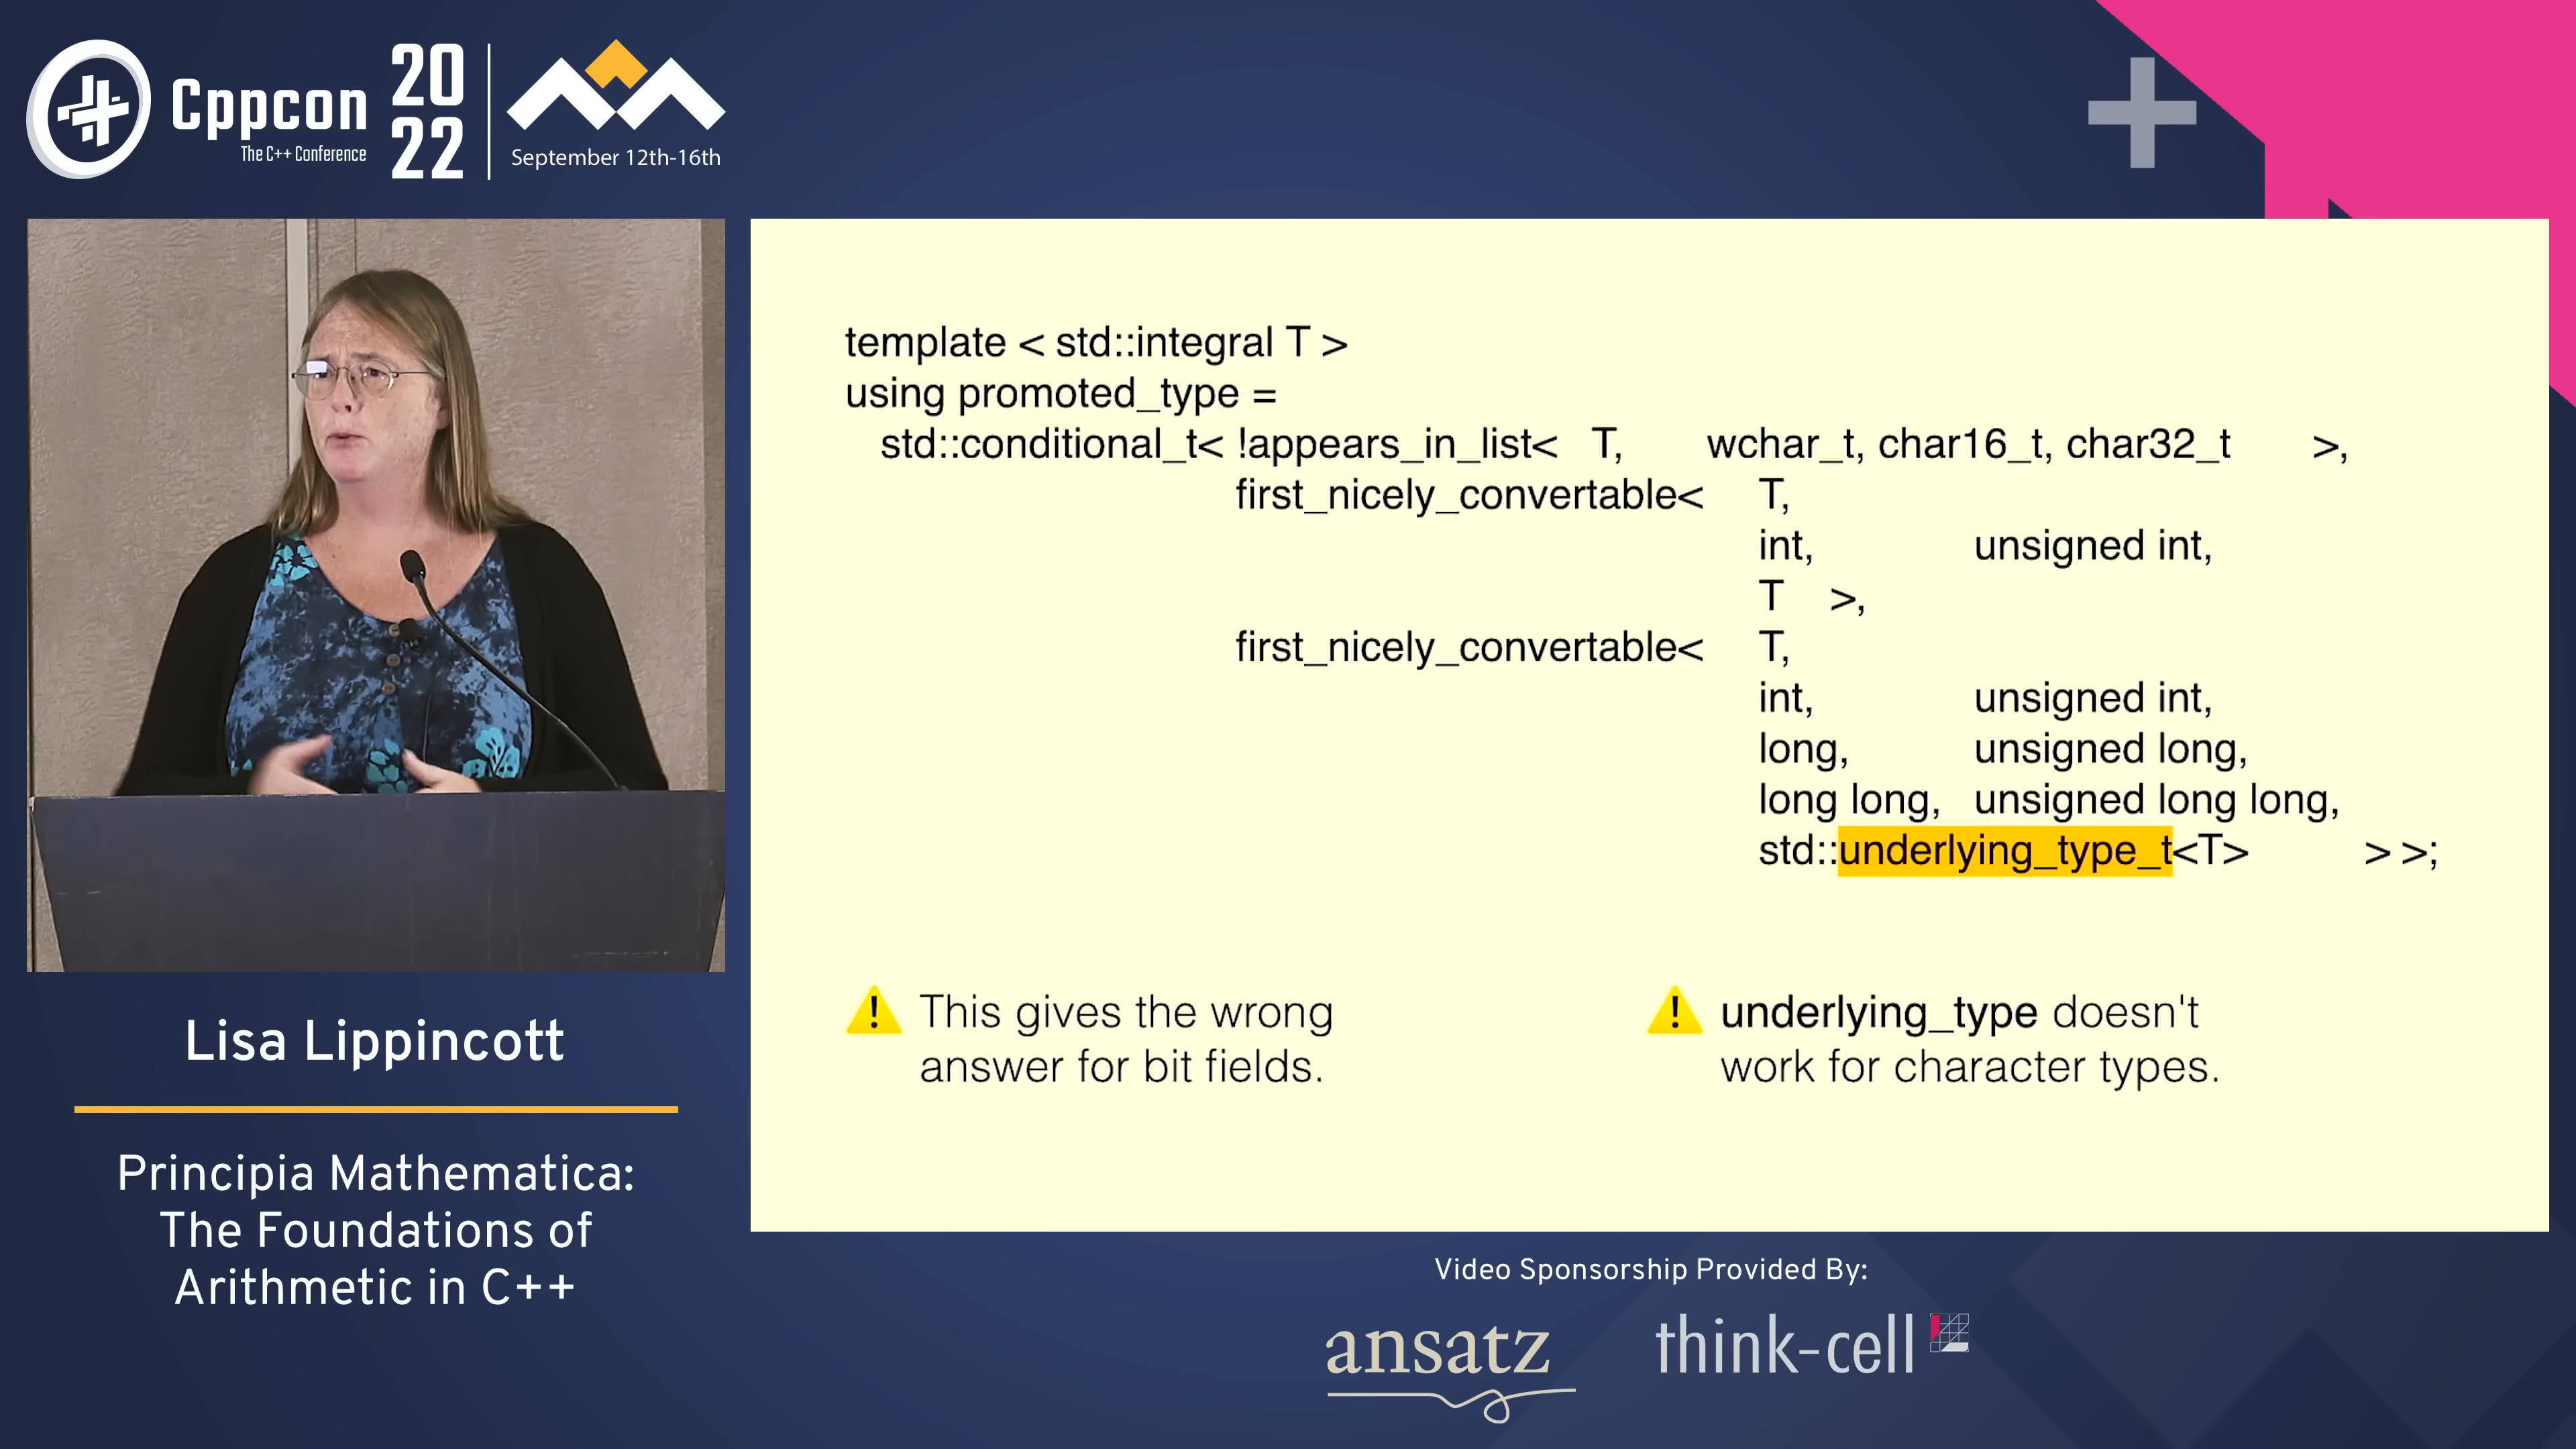 Cppcon
The C++ Conference
20
22
September 12th-16th
template < std::integral T >
using promoted_type =
std::conditional_t< !appears_in_list< T, wchar_t, char16_t, char32_t >,
first_nicely_convertable< T,
int, unsigned int,
T >,
first_nicely_convertable< T,
int, unsigned int,
long, unsigned long,
long long, unsigned long long,
std::underlying_type_t<T> > >;
! This gives the wrong
answer for bit fields.
! underlying_type doesn't
work for character types.
Lisa Lippincott
Principia Mathematica:
The Foundations of
Arithmetic in C++
Video Sponsorship Provided By:
ansatz
think-cell